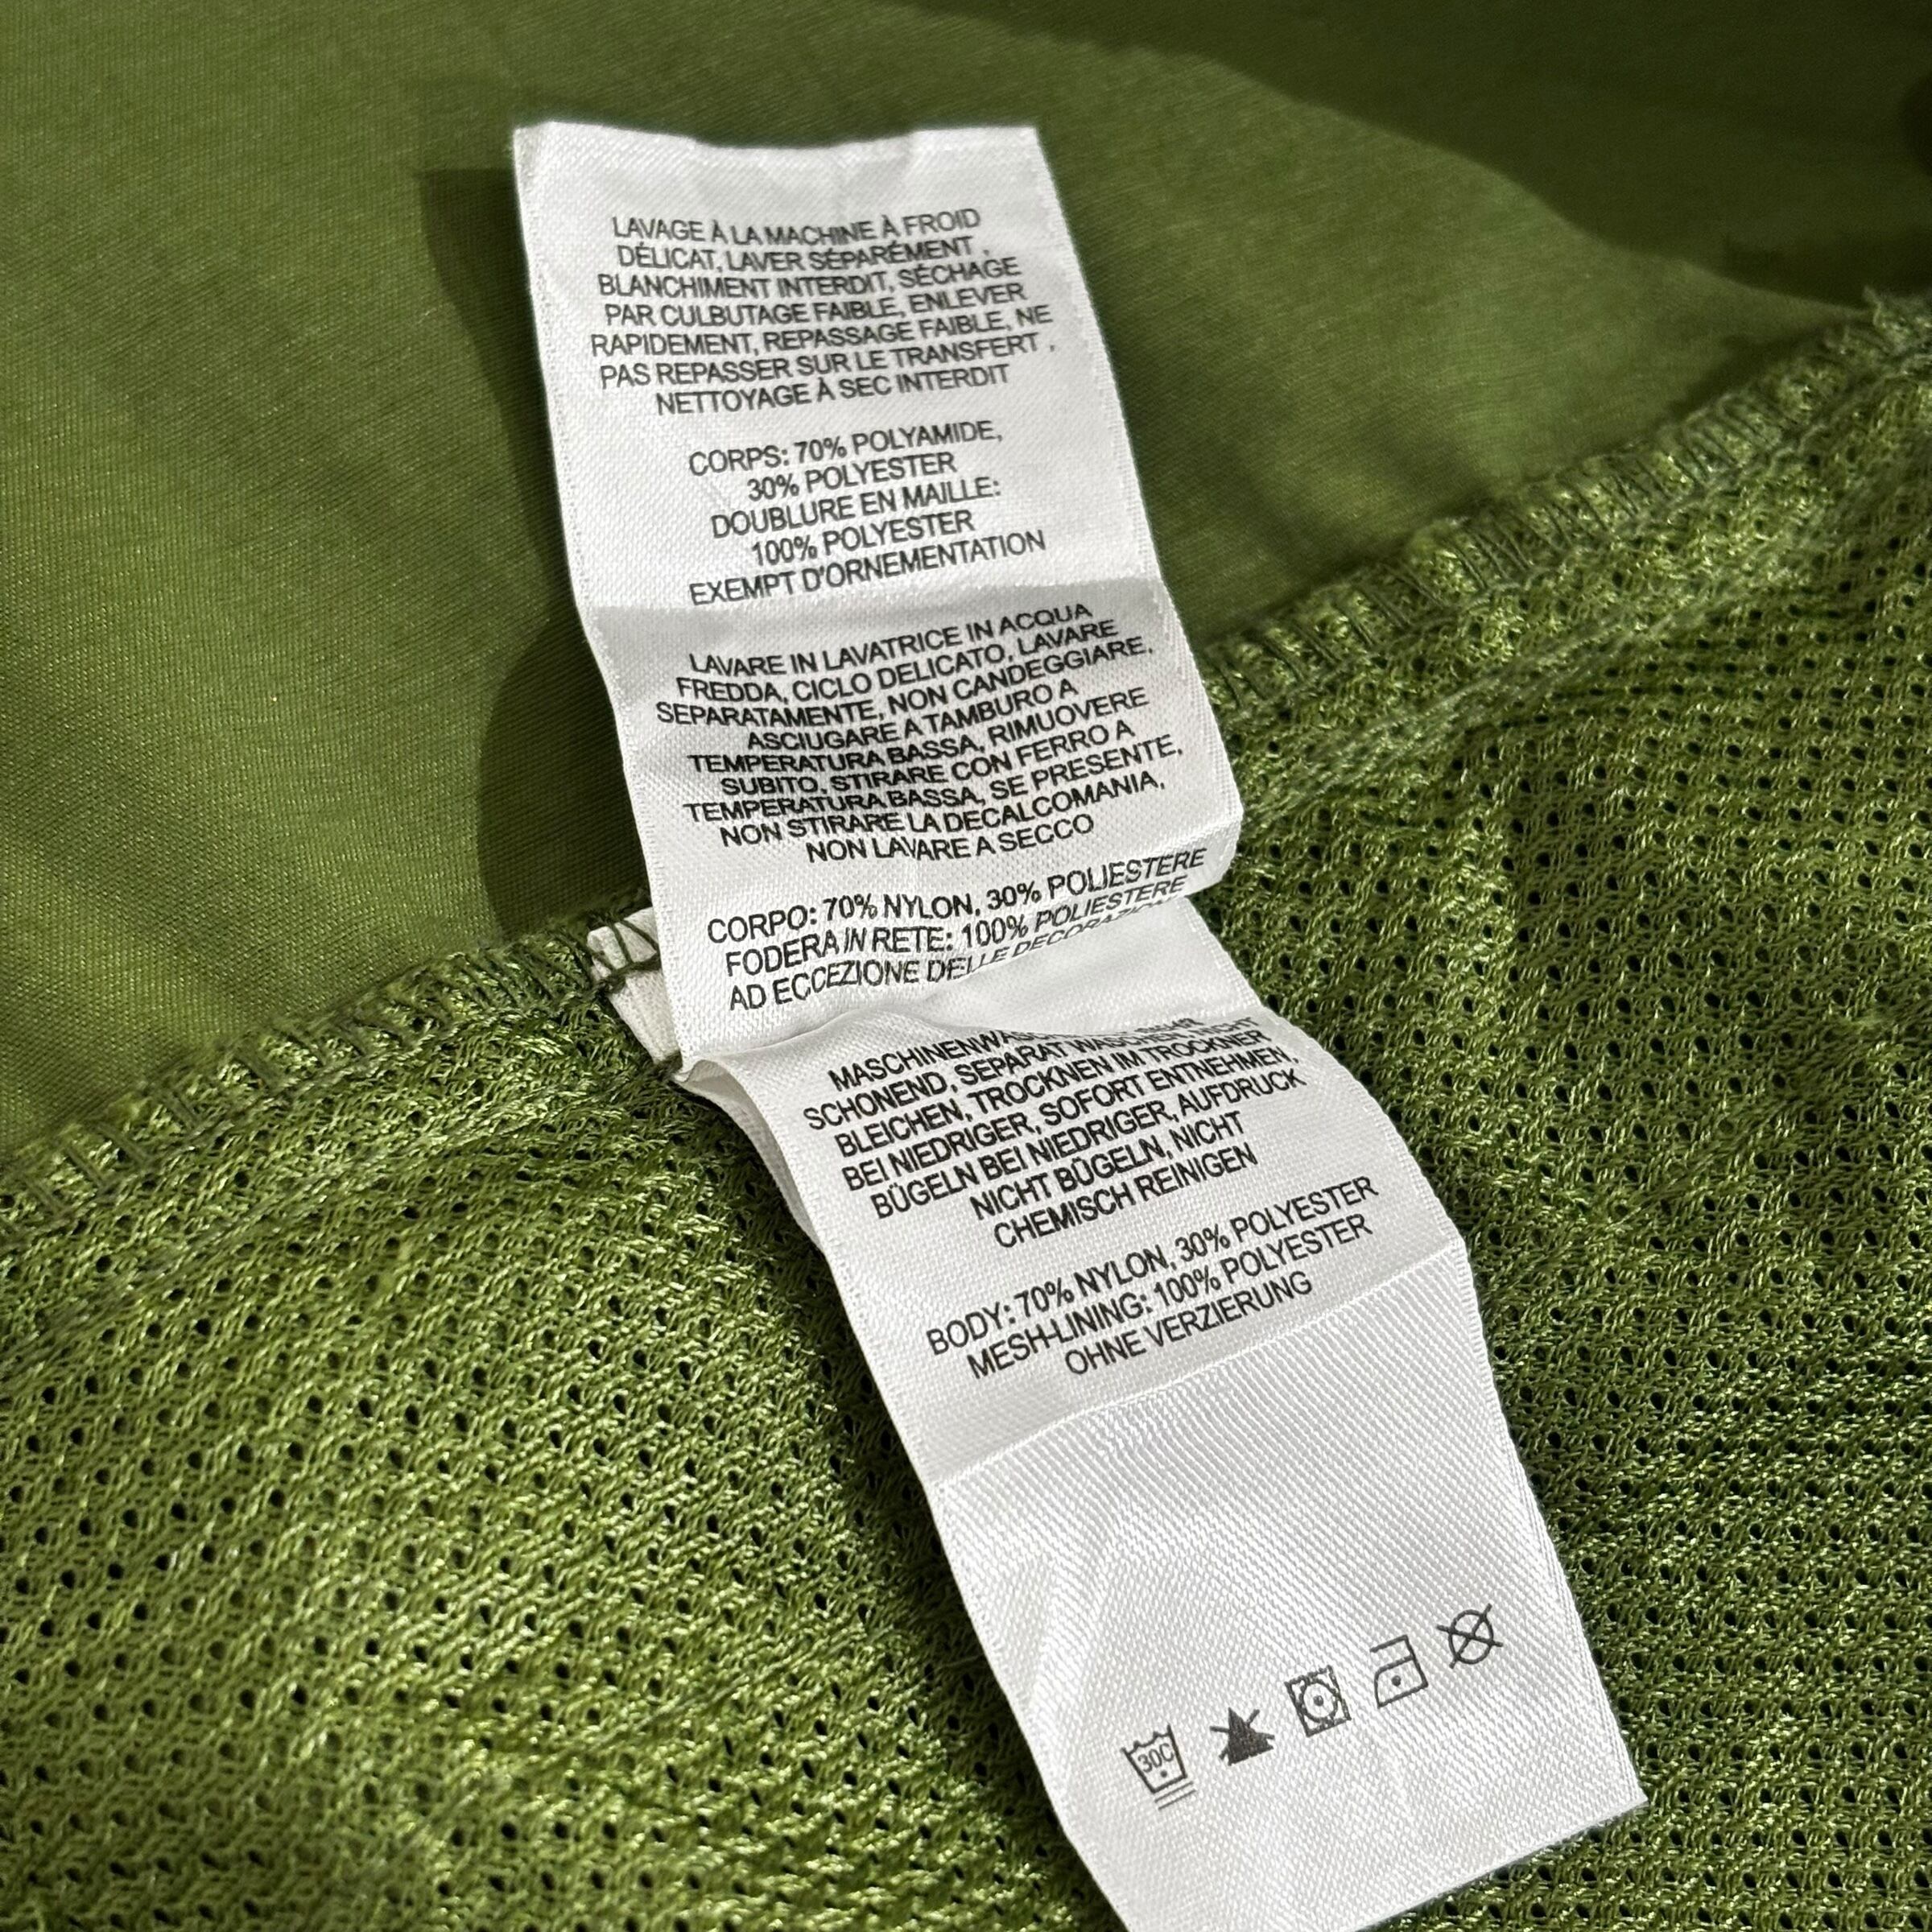 LAVAGE À LA MACHINE À FROID
DÉLICAT, LAVER SÉPARÉMENT ,
BLANCHIMENT INTERDIT, SÉCHAGE
PAR CULBUTAGE FAIBLE, ENLEVER
RAPIDEMENT, REPASSAGE FAIBLE, NE
PAS REPASSER SUR LE TRANSFERT ,
NETTOYAGE À SEC INTERDIT
CORPS: 70% POLYAMIDE,
30% POLYESTER
DOUBLURE EN MAILLE:
100% POLYESTER
EXEMPT D'ORNEMENTATION
LAVARE IN LAVATRICE IN ACQUA
FREDDA, CICLO DELICATO, LAVARE
SEPARATAMENTE, NON CANDEGGIARE,
ASCIUGARE A TAMBURO A
TEMPERATURA BASSA, RIMUOVERE
SUBITO, STIRARE CON FERRO A
TEMPERATURA BASSA, SE PRESENTE,
NON STIRARE LA DECALCOMANIA,
NON LAVARE A SECCO
CORPO: 70% NYLON, 30% POLIESTERE
FODERA IN RETE: 100% POLIESTERE
AD ECCEZIONE DELLE DECORAZIONI
SCHONEND, SEPARAT WASCHEN, NICHT
BLEICHEN, TROCKNEN IM TROCKNER
BEI NIEDRIGER, SOFORT ENTNEHMEN,
BÜGELN BEI NIEDRIGER, AUFDRUCK
NICHT BÜGELN, NICHT
CHEMISCH REINIGEN
BODY: 70% NYLON, 30% POLYESTER
MESH-LINING: 100% POLYESTER
OHNE VERZIERUNG
30C